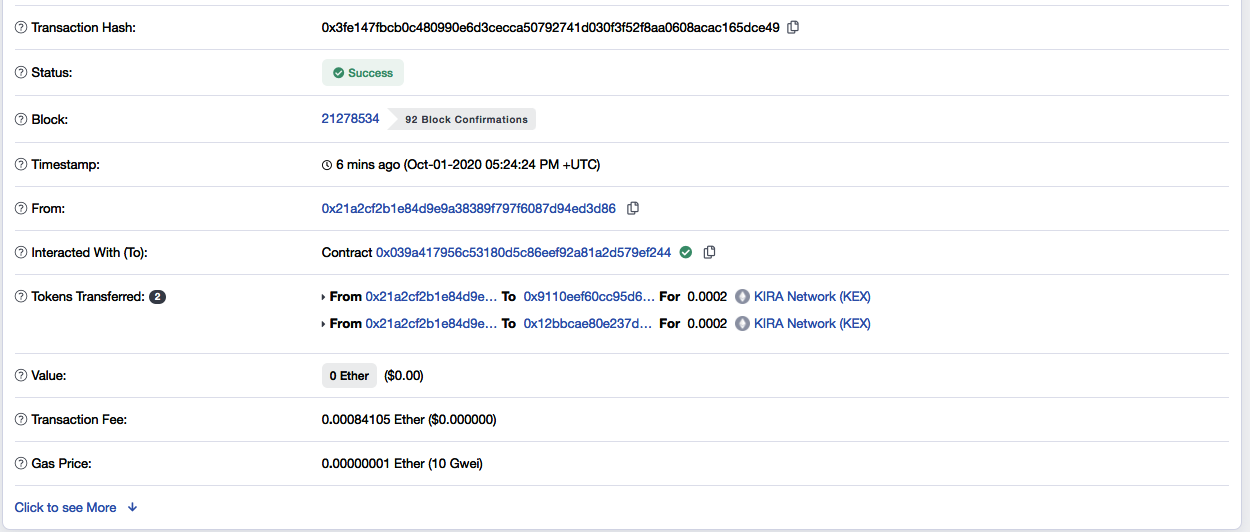 Transaction Hash: 0x3fe147fbcb0c480990e6d3cecca50792741d030f3f52f8aa0608acac165dce49
Status: Success
Block: 21278534 92 Block Confirmations
Timestamp: 6 mins ago (Oct-01-2020 05:24:24 PM +UTC)
From: 0x21a2cf2b1e84d9e9a38389f797f6087d94ed3d86
Interacted With (To): Contract 0x039a417956c53180d5c86eef92a81a2d579ef244
Tokens Transferred: 2 From 0x21a2cf2b1e84d9e... To 0x9110eef60cc95d6... For 0.0002 KIRA Network (KEX)
From 0x21a2cf2b1e84d9e... To 0x12bbcae80e237d... For 0.0002 KIRA Network (KEX)
Value: 0 Ether ($0.00)
Transaction Fee: 0.00084105 Ether ($0.000000)
Gas Price: 0.00000001 Ether (10 Gwei)
Click to see More